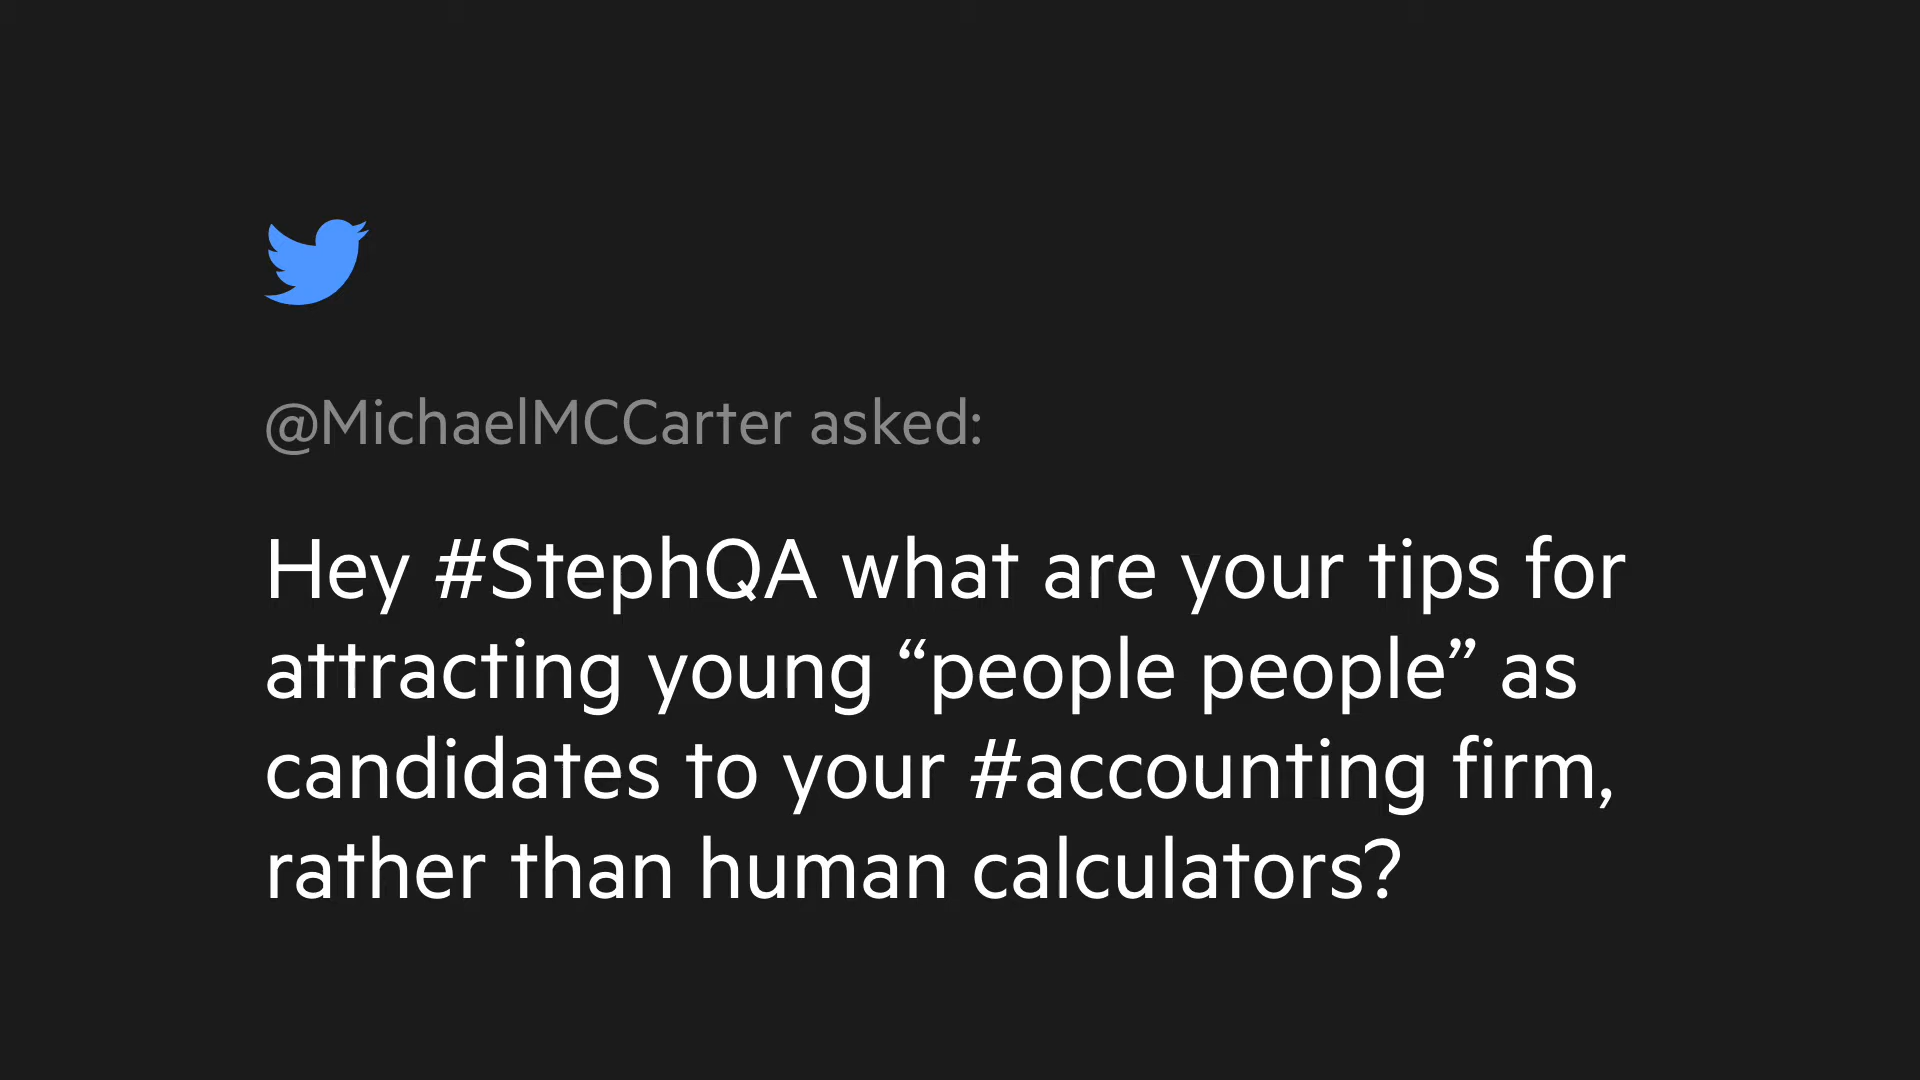 @MichaelMCCarter asked:
Hey #StephQA what are your tips for
attracting young “people people” as
candidates to your #accounting firm,
rather than human calculators?